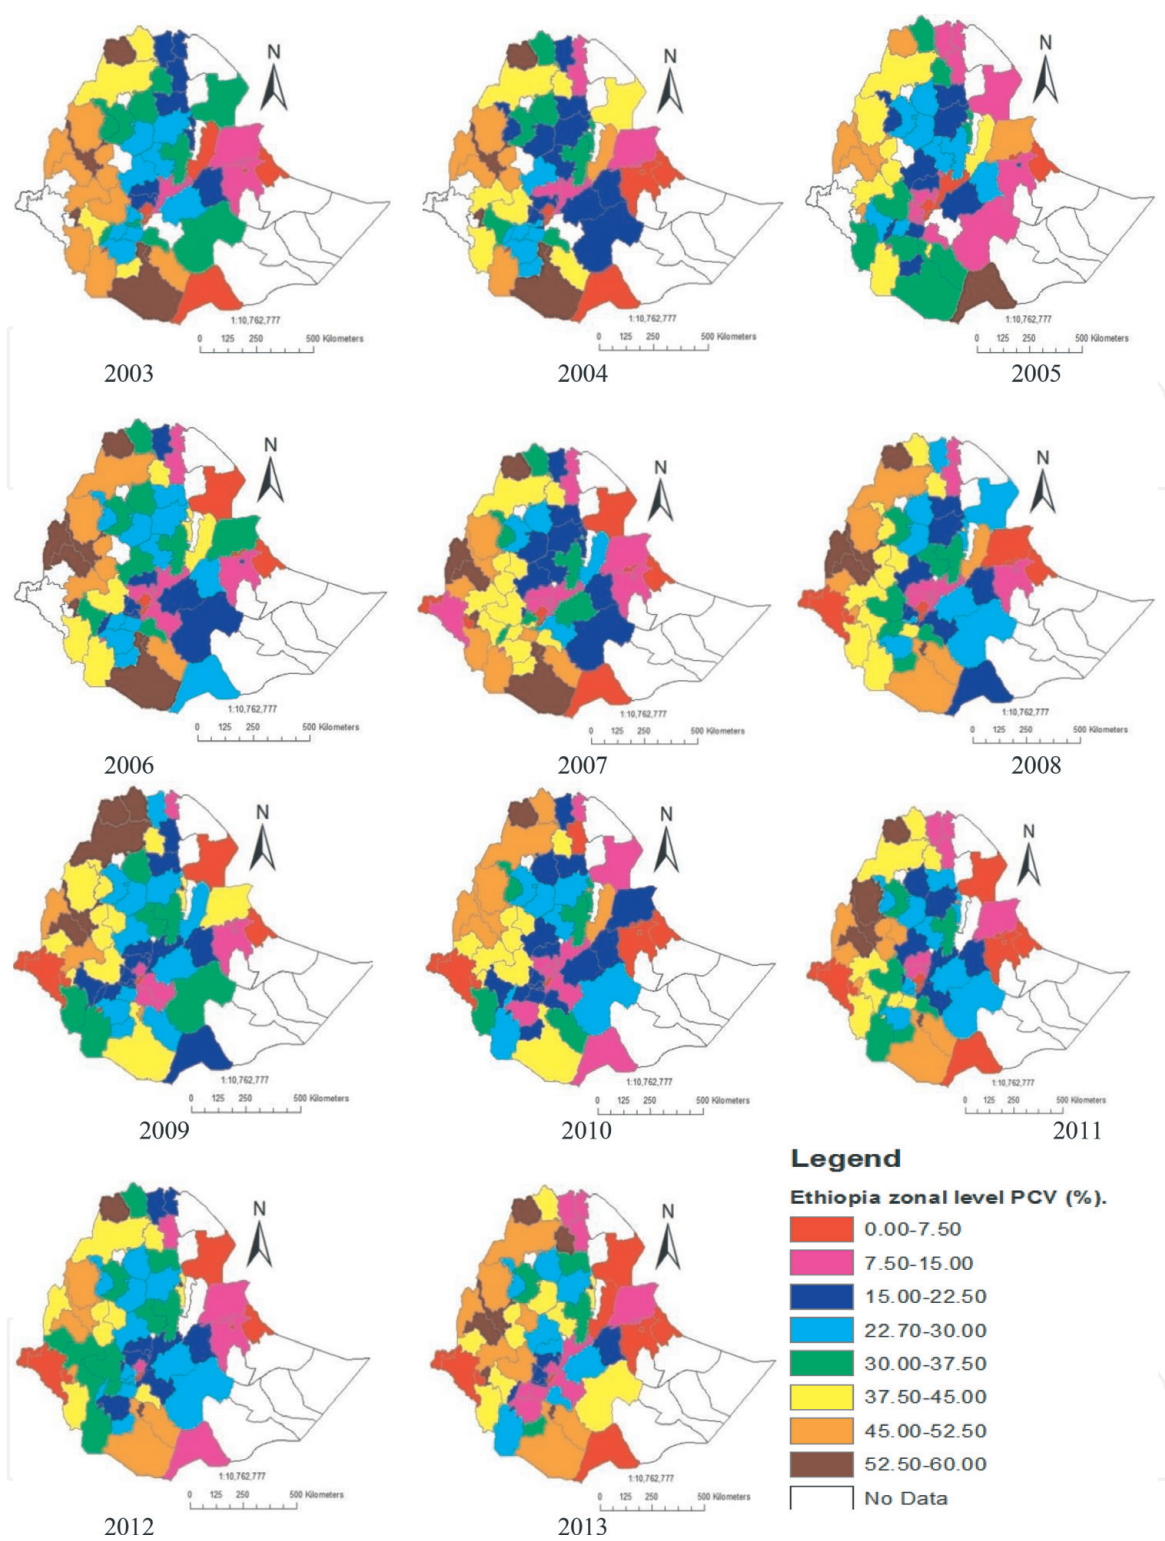 N
N
N
1:10,762,777
0 125 250 500 Kilometers
1:10,762,777
0 125 250 500 Kilometers
1:10,762,777
0 125 250 500 Kilometers
2003
2004
2005
N
N
N
1:10,762,777
0 125 250 500 Kilometers
1:10,762,777
0 125 250 500 Kilometers
1:10,762,777
0 125 250 500 Kilometers
2006
2007
2008
N
N
N
1:10,762,777
0 125 250 500 Kilometers
1:10,762,777
0 125 250 500 Kilometers
1:10,762,777
0 125 250 500 Kilometers
2009
2010
2011
Legend
Ethiopia zonal level PCV (%).
0.00-7.50
7.50-15.00
15.00-22.50
22.70-30.00
30.00-37.50
37.50-45.00
45.00-52.50
52.50-60.00
No Data
N
N
1:10,762,777
0 125 250 500 Kilometers
1:10,762,777
0 125 250 500 Kilometers
2012
2013